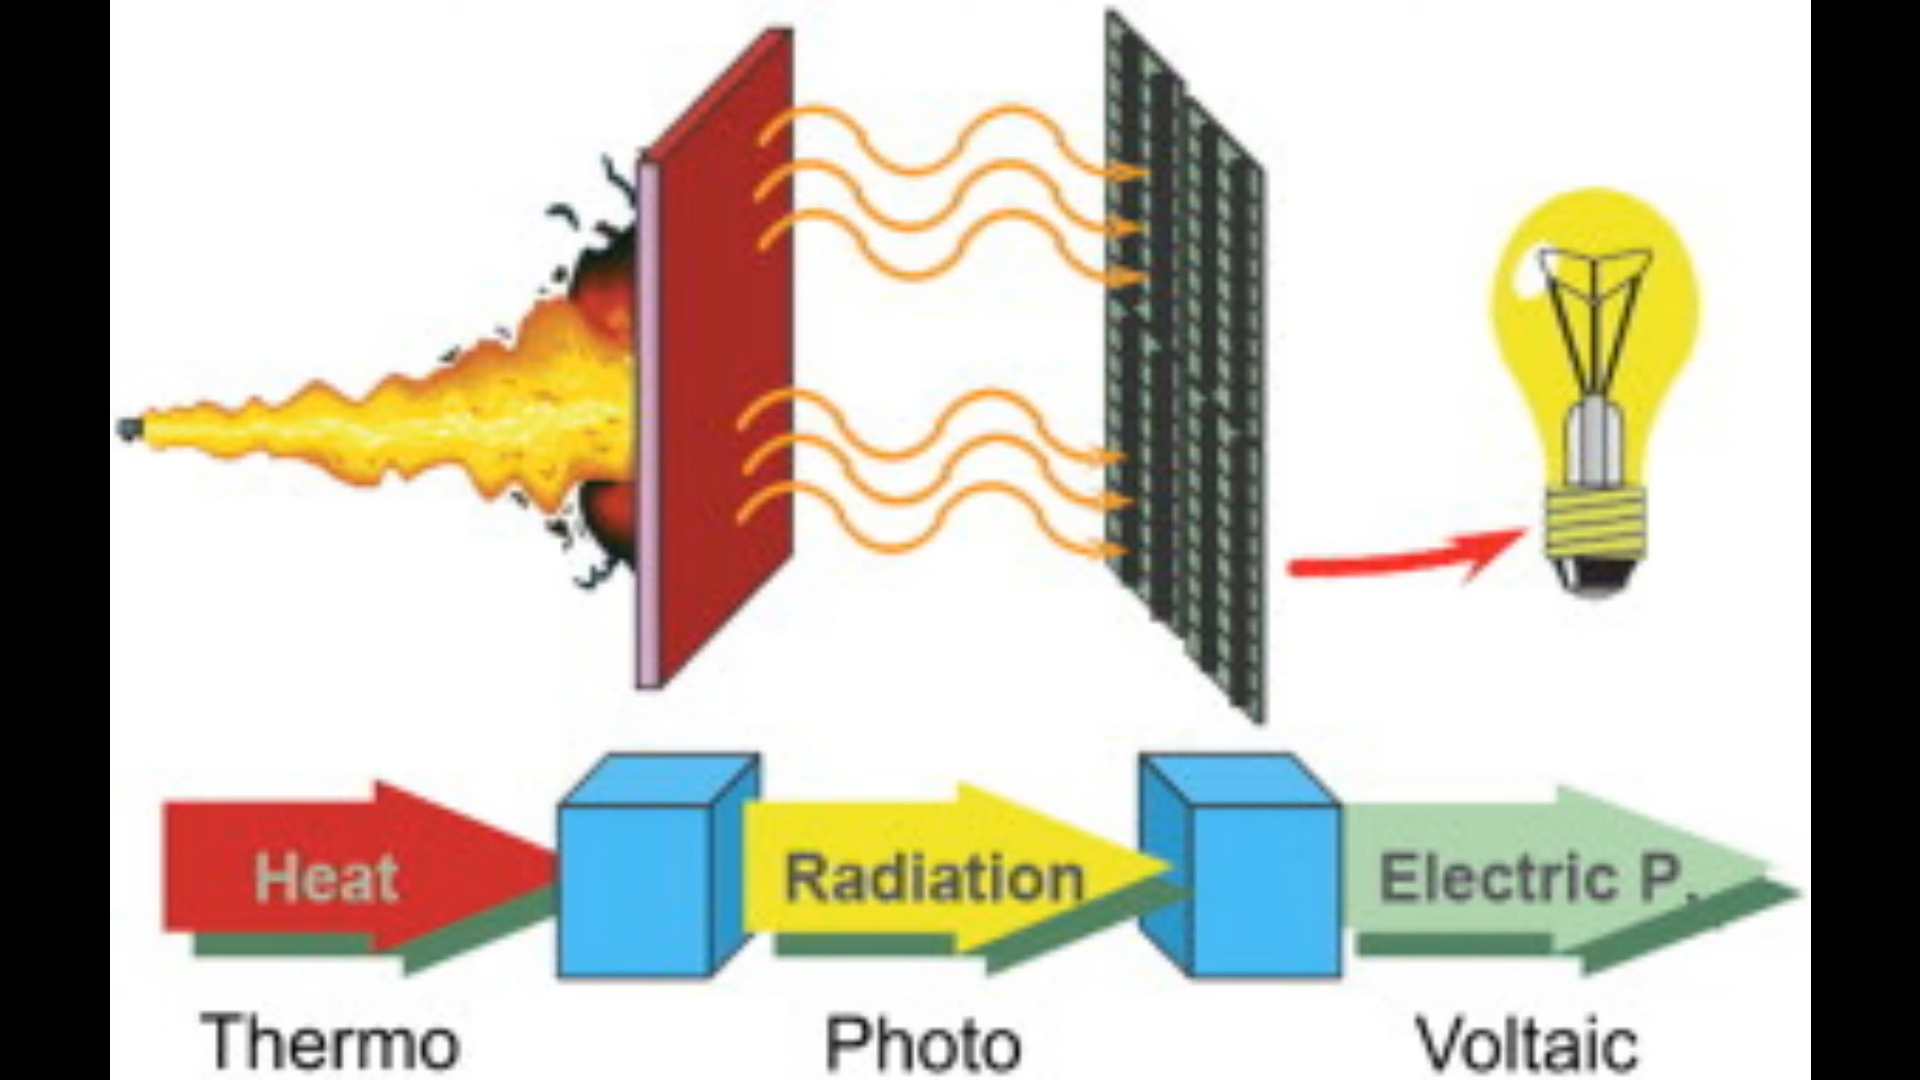 Heat
Radiation
Electric P.
Thermo
Photo
Voltaic